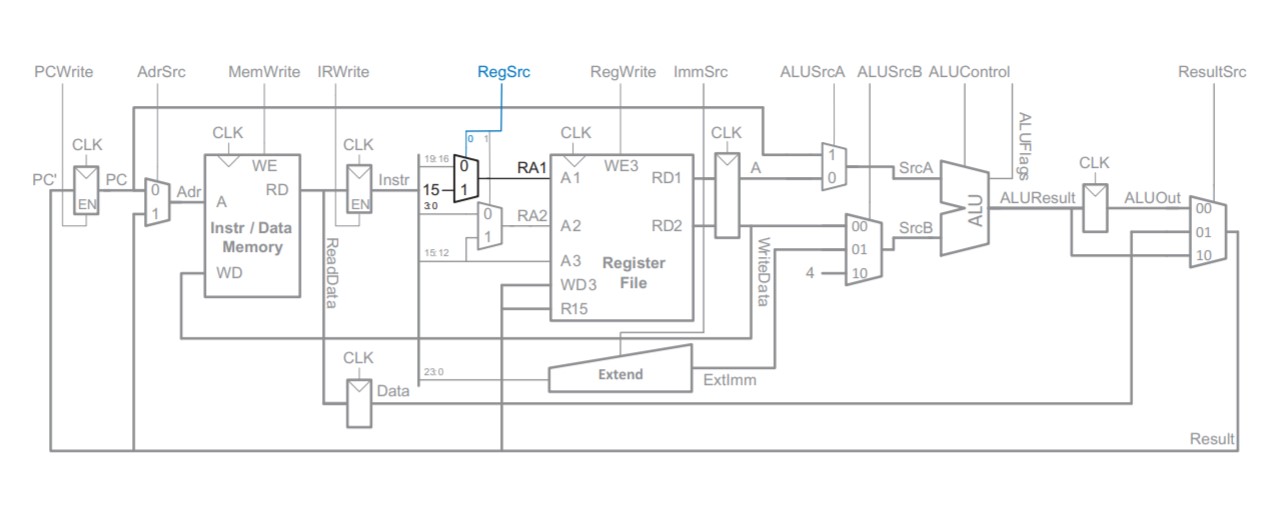 PCWrite AdrSrc MemWrite IRWrite RegSrc RegWrite ImmSrc ALUSrcA ALUSrcB ALUControl ResultSrc
ALUFlags
CLK CLK CLK 0 1 CLK CLK CLK
PC' PC EN
0 1 Adr
WE RD A
Instr / Data
Memory
WD
ReadData
EN Instr
19:16 0
15 1
3:0 0
1
15:12
RA1
RA2
A1 WE3 RD1
A2 RD2
A3
WD3
R15
Register
File
A
WriteData
1
0
SrcA
00
01
4 10
SrcB
ALU
ALUResult ALUOut
00
01
10
CLK
Data
23:0
Extend
ExtImm
Result